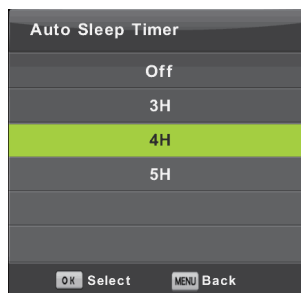 Auto Sleep Timer
Off
3H
4H
5H
OK Select MENU Back